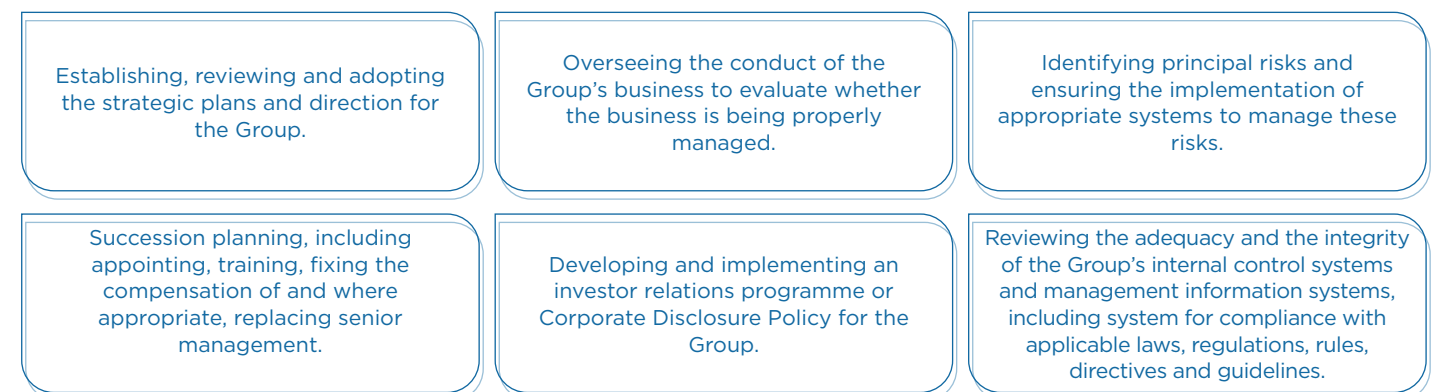 Establishing, reviewing and adopting
the strategic plans and direction for
the Group.
Overseeing the conduct of the
Group's business to evaluate whether
the business is being properly
managed.
Identifying principal risks and
ensuring the implementation of
appropriate systems to manage these
risks.
Succession planning, including
appointing, training, fixing the
compensation of and where
appropriate, replacing senior
management.
Developing and implementing an
investor relations programme or
Corporate Disclosure Policy for the
Group.
Reviewing the adequacy and the integrity
of the Group's internal control systems
and management information systems,
including system for compliance with
applicable laws, regulations, rules,
directives and guidelines.